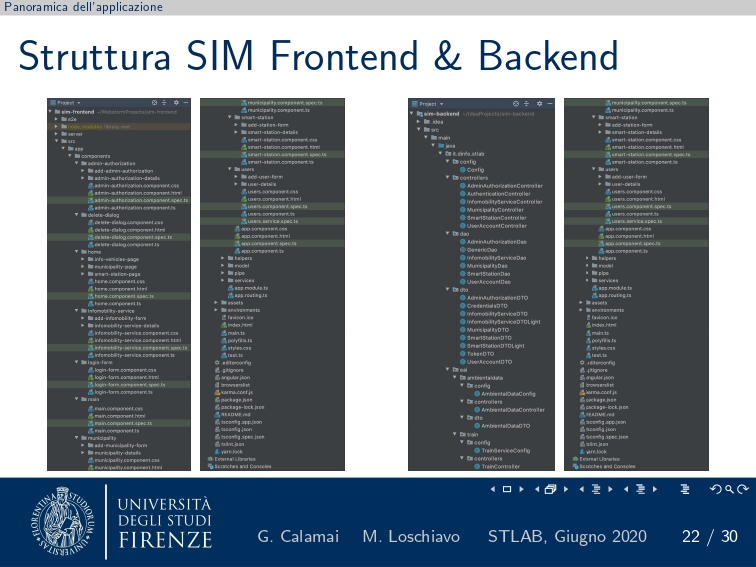 Panoramica dell'applicazione
Struttura SIM Frontend & Backend
Project
sim-frontend ~/WebstormProjects/sim-frontend
e2e
node_modules library root
server
src
app
components
admin-authorization
add-admin-authorization
admin-authorization-details
admin-authorization.component.css
admin-authorization.component.html
admin-authorization.component.spec.ts
admin-authorization.component.ts
delete-dialog
delete-dialog.component.css
delete-dialog.component.html
delete-dialog.component.spec.ts
delete-dialog.component.ts
home
info-vehicles-page
municipality-page
smart-station-page
home.component.css
home.component.html
home.component.spec.ts
home.component.ts
infomobility-service
add-infomobility-form
infomobility-service-details
infomobility-service.component.css
infomobility-service.component.html
infomobility-service.component.spec.ts
infomobility-service.component.ts
login-form
login-form.component.css
login-form.component.html
login-form.component.spec.ts
login-form.component.ts
main
main.component.css
main.component.html
main.component.spec.ts
main.component.ts
municipality
add-municipality-form
municipality-details
municipality.component.css
municipality.component.html
municipality.component.spec.ts
municipality.component.ts
smart-station
add-station-form
smart-station-details
smart-station.component.css
smart-station.component.html
smart-station.component.spec.ts
smart-station.component.ts
users
add-user-form
user-details
users.component.css
users.component.html
users.component.spec.ts
users.component.ts
users.service.spec.ts
app.component.css
app.component.html
app.component.spec.ts
app.component.ts
helpers
model
pipe
services
app.module.ts
app.routing.ts
assets
environments
favicon.ico
index.html
main.ts
polyfills.ts
styles.css
test.ts
.editorconfig
.gitignore
angular.json
browserslist
karma.conf.js
package.json
package-lock.json
README.md
tsconfig.app.json
tsconfig.json
tsconfig.spec.json
tslint.json
yarn.lock
External Libraries
Scratches and Consoles
Project
sim-backend ~/IdeaProjects/sim-backend
.idea
src
main
java
it.dinfo.stlab
config
Config
controllers
AdminAuthorizationController
AuthenticationController
InfomobilityServiceController
MunicipalityController
SmartStationController
UserAccountController
dao
AdminAuthorizationDao
GenericDao
InfomobilityServiceDao
MunicipalityDao
SmartStationDao
UserAccountDao
dto
AdminAuthorizationDTO
CredentialsDTO
InfomobilityServiceDTO
InfomobilityServiceDTOLight
MunicipalityDTO
SmartStationDTO
SmartStationDTOLight
TokenDTO
UserAccountDTO
eai
ambientaldata
config
AmbientalDataConfig
controllers
AmbientalDataController
dto
AmbientalDataDTO
train
config
TrainServiceConfig
controllers
TrainController
municipality.component.spec.ts
municipality.component.ts
smart-station
add-station-form
smart-station-details
smart-station.component.css
smart-station.component.html
smart-station.component.spec.ts
smart-station.component.ts
users
add-user-form
user-details
users.component.css
users.component.html
users.component.spec.ts
users.component.ts
users.service.spec.ts
app.component.css
app.component.html
app.component.spec.ts
app.component.ts
helpers
model
pipe
services
app.module.ts
app.routing.ts
assets
environments
favicon.ico
index.html
main.ts
polyfills.ts
styles.css
test.ts
.editorconfig
.gitignore
angular.json
browserslist
karma.conf.js
package.json
package-lock.json
README.md
tsconfig.app.json
tsconfig.json
tsconfig.spec.json
tslint.json
yarn.lock
External Libraries
Scratches and Consoles
UNIVERSITÀ
DEGLI STUDI
FIRENZE
G. Calamai M. Loschiavo STLAB, Giugno 2020 22 / 30